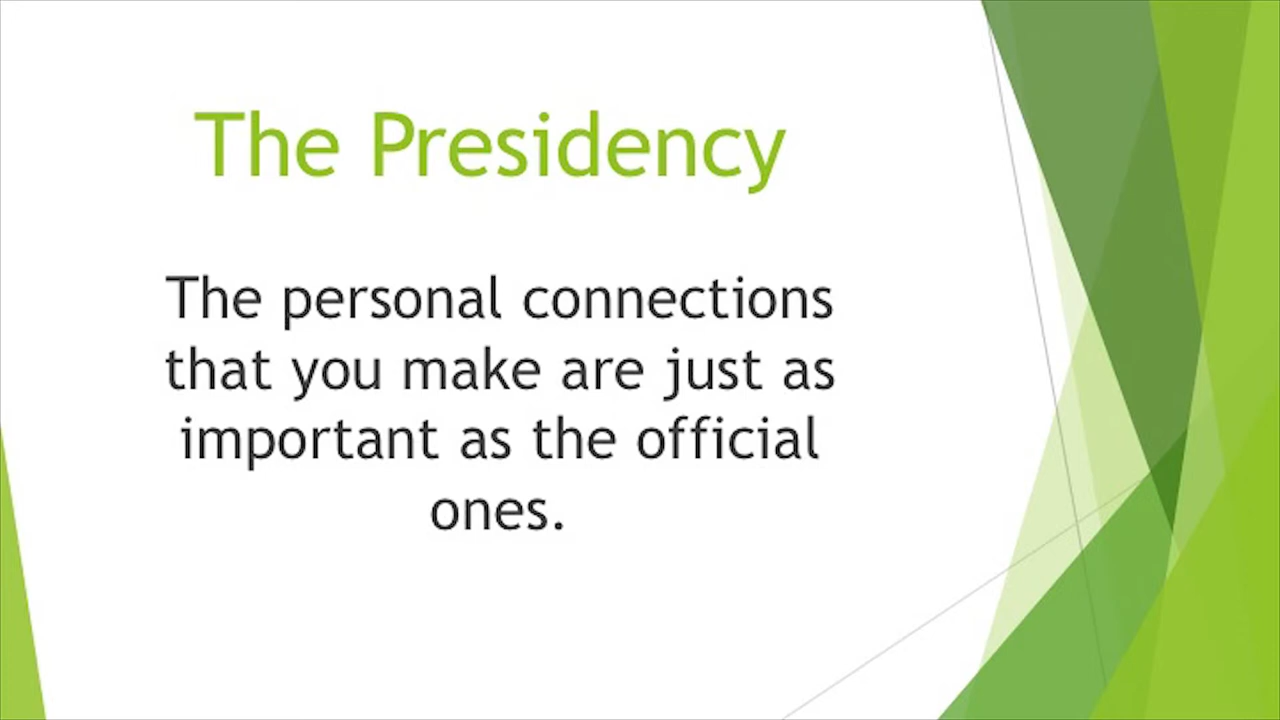 The Presidency
The personal connections
that you make are just as
important as the official
ones.